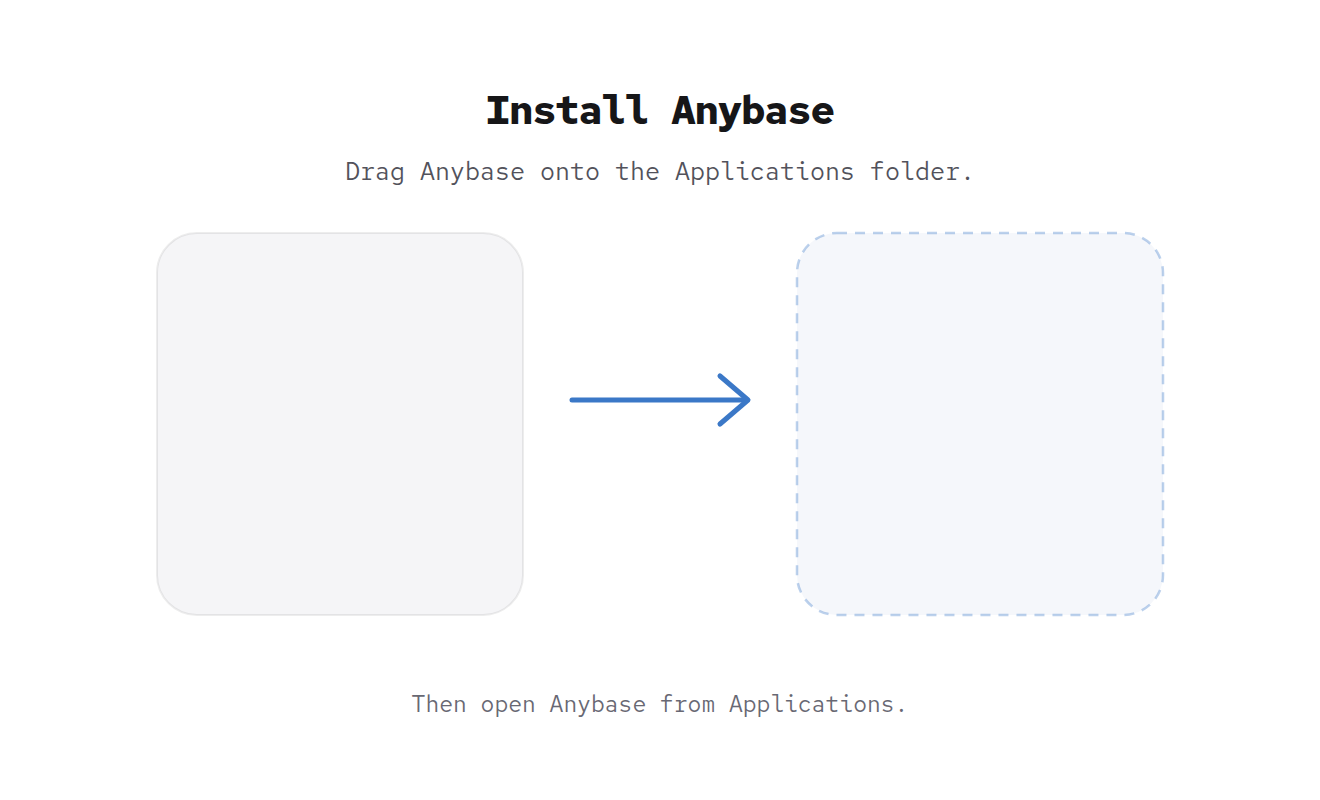 Install Anybase
Drag Anybase onto the Applications folder.
Then open Anybase from Applications.